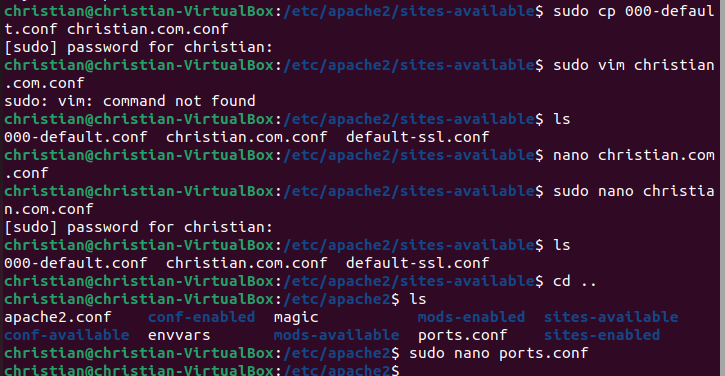 christian@christian-VirtualBox:/etc/apache2/sites-available$ sudo cp 000-defaul
t.conf christian.com.conf
[sudo] password for christian:
christian@christian-VirtualBox:/etc/apache2/sites-available$ sudo vim christian
.com.conf
sudo: vim: command not found
christian@christian-VirtualBox:/etc/apache2/sites-available$ ls
000-default.conf  christian.com.conf  default-ssl.conf
christian@christian-VirtualBox:/etc/apache2/sites-available$ nano christian.com
.conf
christian@christian-VirtualBox:/etc/apache2/sites-available$ sudo nano christia
n.com.conf
[sudo] password for christian:
christian@christian-VirtualBox:/etc/apache2/sites-available$ ls
000-default.conf  christian.com.conf  default-ssl.conf
christian@christian-VirtualBox:/etc/apache2/sites-available$ cd ..
christian@christian-VirtualBox:/etc/apache2$ ls
apache2.conf    conf-enabled  magic           mods-enabled  sites-available
conf-available  envvars       mods-available  ports.conf    sites-enabled
christian@christian-VirtualBox:/etc/apache2$ sudo nano ports.conf
christian@christian-VirtualBox:/etc/apache2$